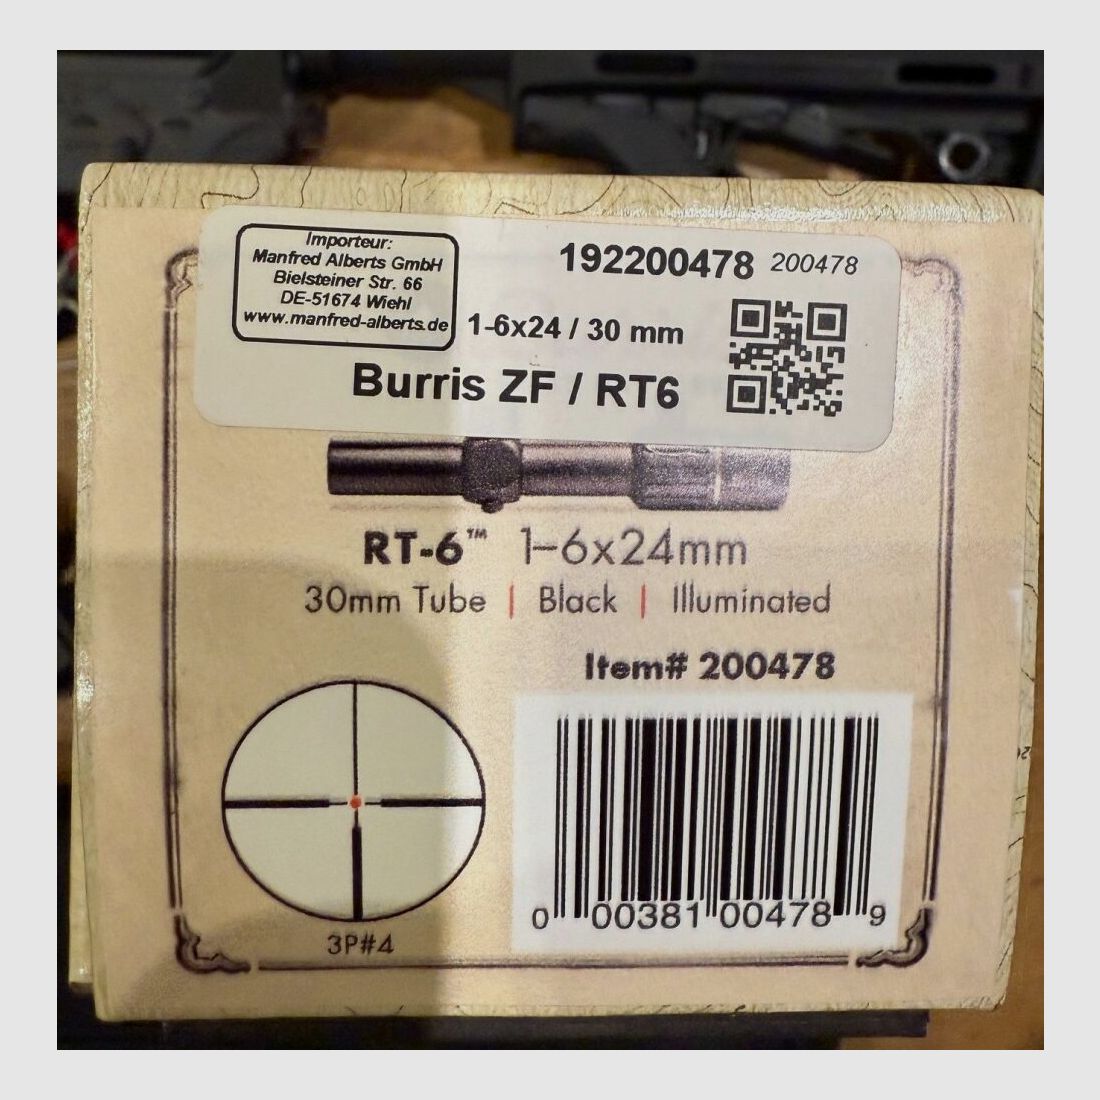 Importeur:
Manfred Alberts GmbH
Bielsteiner Str. 66
DE-51674 Wiehl
www.manfred-alberts.de
192200478 200478
1-6x24 / 30 mm
Burris ZF / RT6
RT-6™ 1-6x24mm
30mm Tube | Black | Illuminated
Item# 200478
3P#4
0 00381 00478 9